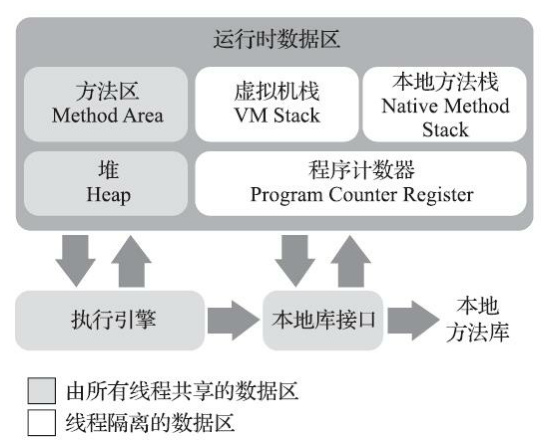 运行时数据区
方法区
Method Area
虚拟机栈
VM Stack
本地方法栈
Native Method
Stack
堆
Heap
程序计数器
Program Counter Register
执行引擎
本地库接口
本地
方法库
由所有线程共享的数据区
线程隔离的数据区